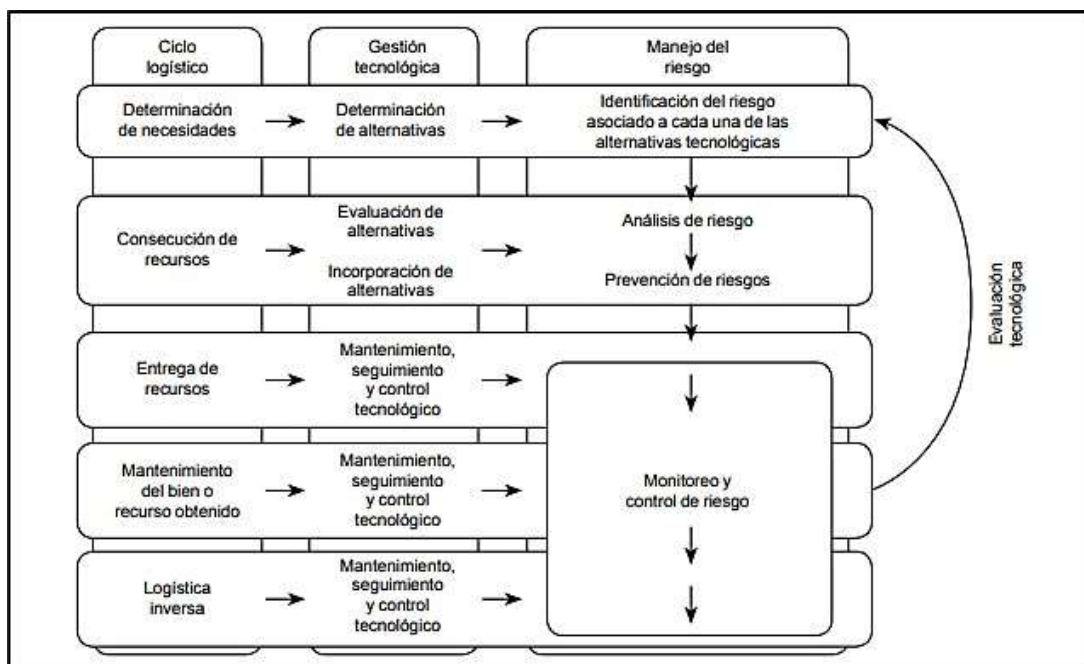 Ciclo
logístico
Gestión
tecnológica
Manejo del
riesgo
Determinación
de necesidades
Determinación
de alternativas
Identificación del riesgo
asociado a cada una de las
alternativas tecnológicas
Consecución de
recursos
Evaluación de
alternativas
Incorporación de
alternativas
Análisis de riesgo
Prevención de riesgos
Entrega de
recursos
Mantenimiento,
seguimiento
y control
tecnológico
Mantenimiento
del bien o
recurso obtenido
Mantenimiento,
seguimiento
y control
tecnológico
Monitoreo y
control de riesgo
Logística
inversa
Mantenimiento,
seguimiento
y control
tecnológico
Evaluación
tecnológica